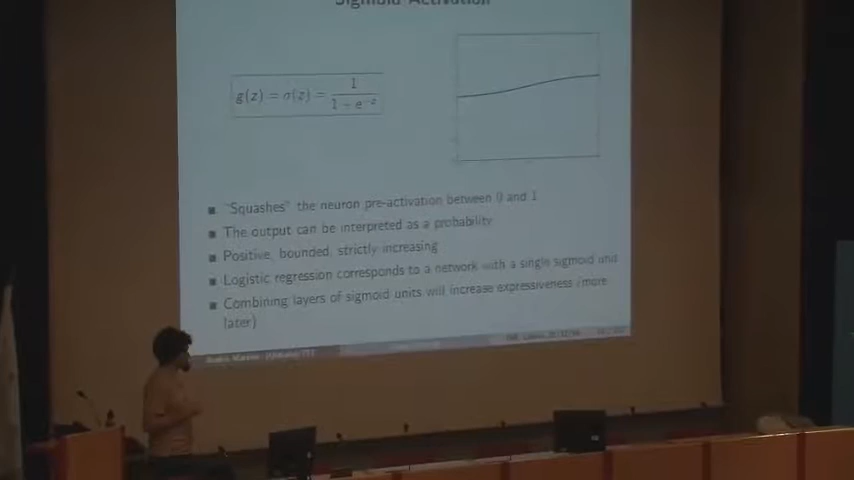 Sigmoid Activation
g(z) = σ(z) = 1 / (1 + e^{-z})
"Squashes" the neuron pre-activation between 0 and 1
The output can be interpreted as a probability
Positive, bounded, strictly increasing
Logistic regression corresponds to a network with a single sigmoid unit
Combining layers of sigmoid units will increase expressiveness (more
later)